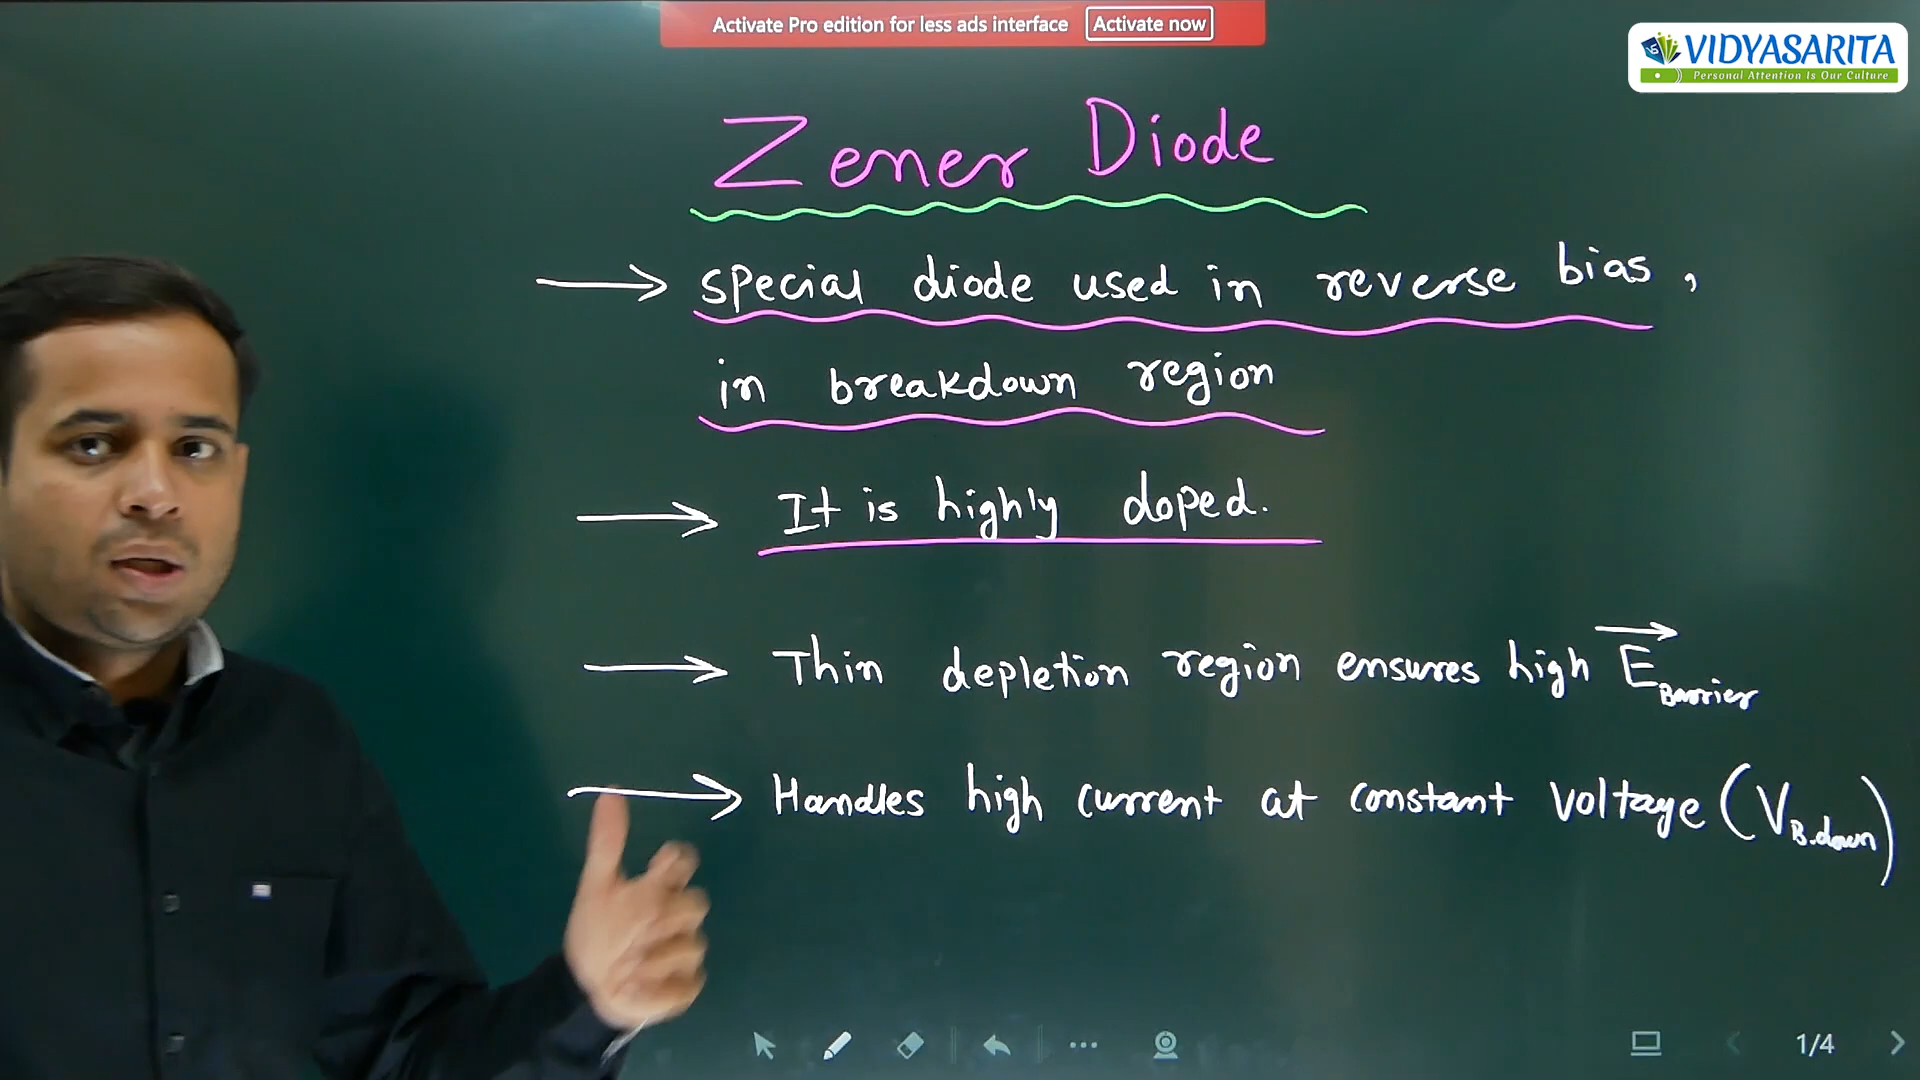 Activate Pro edition for less ads interface Activate now
VIDYASARITA
Personal Attention Is Our Culture
Zener Diode
→ special diode used in reverse bias,
in breakdown region
→ It is highly doped.
→ Thin depletion region ensures high E Barrier
→ Handles high current at constant voltage (V B.down)
1/4